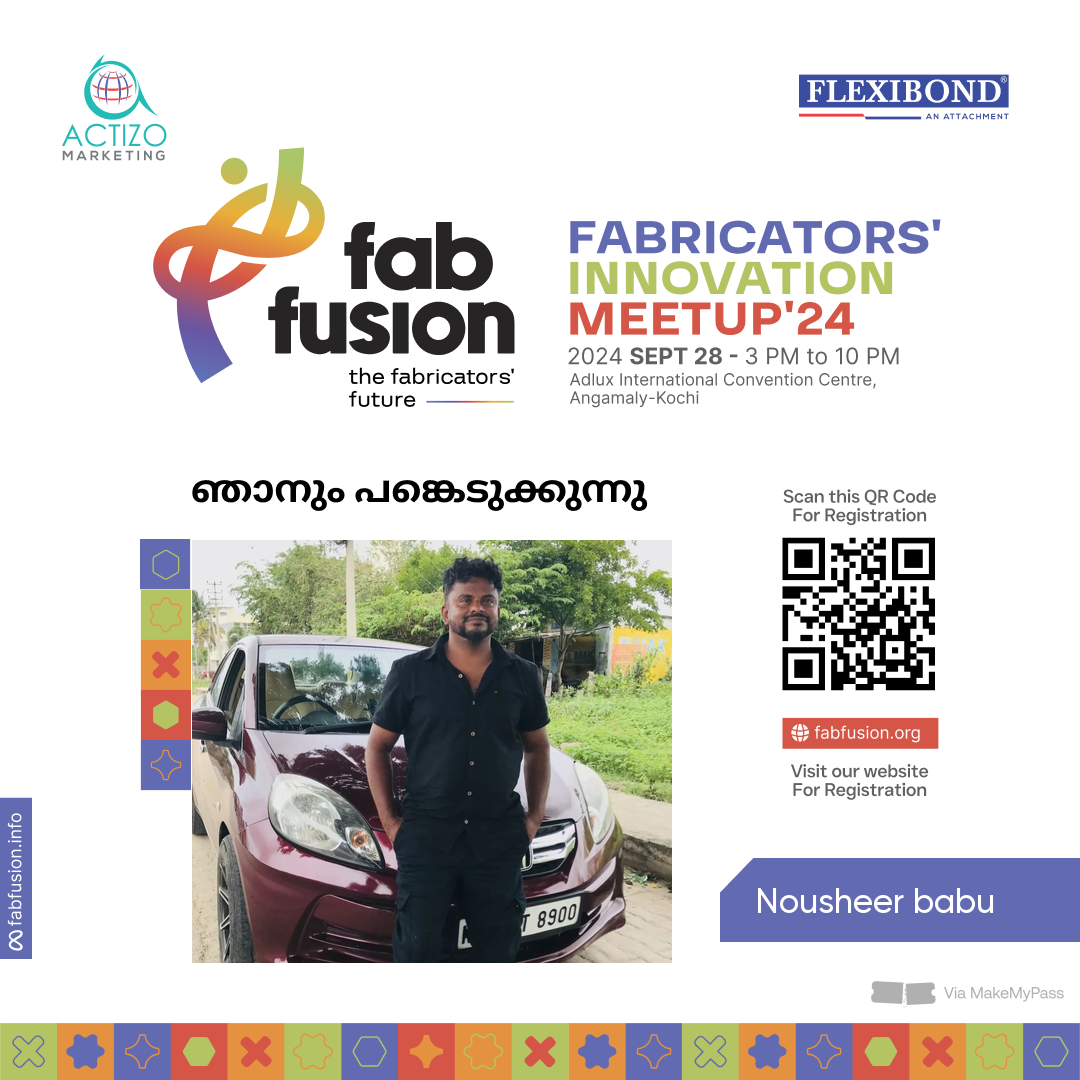 ACTIZO
MARKETING
FLEXIBOND®
AN ATTACHMENT
fab
fusion
the fabricators'
future
FABRICATORS'
INNOVATION
MEETUP'24
2024 SEPT 28 - 3 PM to 10 PM
Adlux International Convention Centre,
Angamaly-Kochi
ഞാനും പങ്കെടുക്കുന്നു
Scan this QR Code
For Registration
fabfusion.org
Visit our website
For Registration
T 8900
fabfusion.info
Nousheer babu
Via MakeMyPass